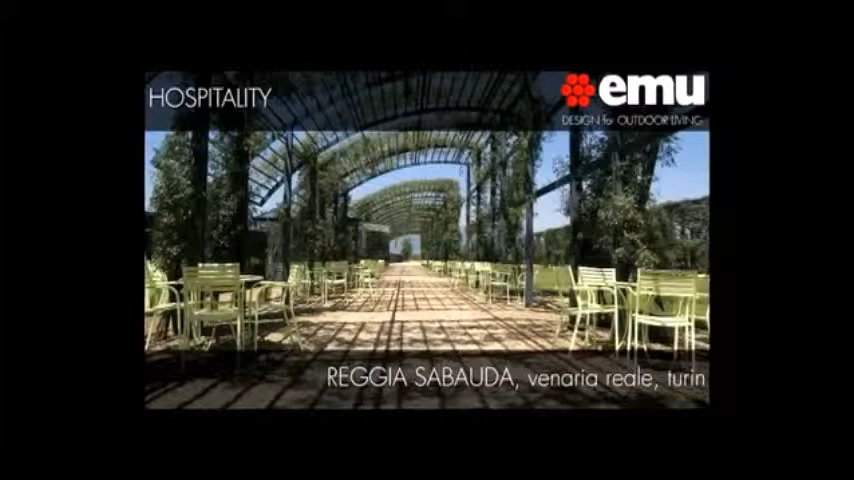 HOSPITALITY
emu
DESIGN for OUTDOOR LIVING
REGGIA SABAUDA, venaria reale, turin